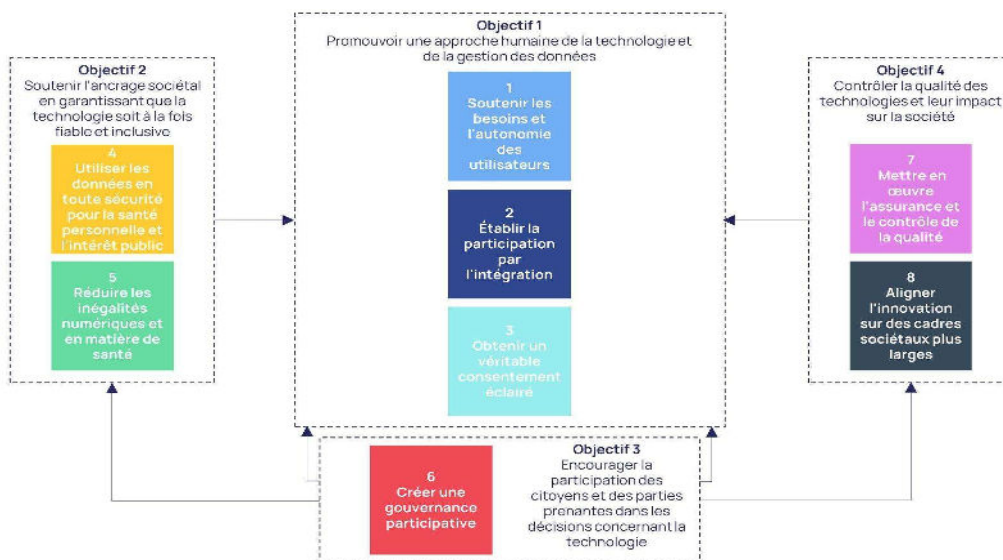 Objectif 1
Promouvoir une approche humaine de la technologie et
de la gestion des données
1
Soutenir les
besoins et
l'autonomie
des
utilisateurs
2
Établir la
participation
par
l'intégration
3
Obtenir un
véritable
consentement
éclairé
Objectif 2
Soutenir l'ancrage sociétal
en garantissant que la
technologie soit à la fois
fiable et inclusive
4
Utiliser les
données en
toute sécurité
pour la santé
personnelle et
l'intérêt public
5
Réduire les
inégalités
numériques et
en matière de
santé
Objectif 4
Contrôler la qualité des
technologies et leur impact
sur la société
7
Mettre en
œuvre
l'assurance et
le contrôle de
la qualité
8
Aligner
l'innovation
sur des cadres
sociétaux plus
larges
6
Créer une
gouvernance
participative
Objectif 3
Encourager la
participation des
citoyens et des parties
prenantes dans les
décisions concernant la
technologie